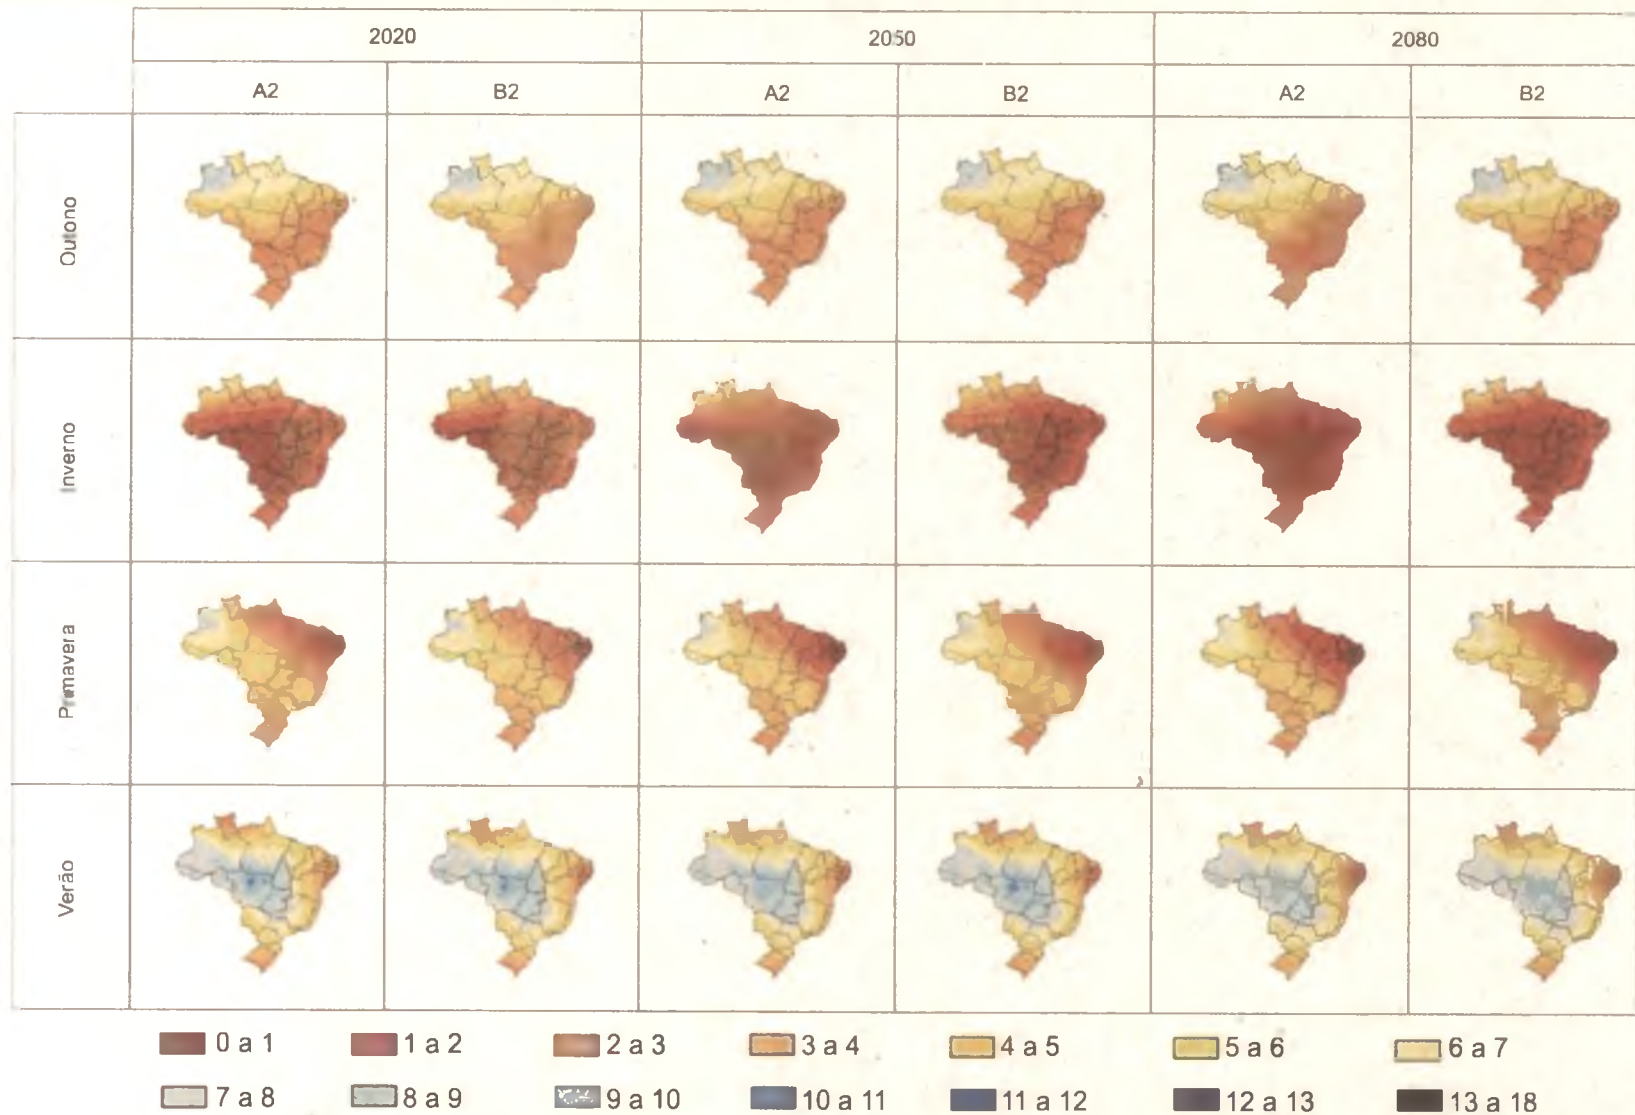 2020 2050 2080
A2 B2 A2 B2 A2 B2
Outono
Inverno
Primavera
Verão
0 a 1 1 a 2 2 a 3 3 a 4 4 a 5 5 a 6 6 a 7
7 a 8 8 a 9 9 a 10 10 a 11 11 a 12 12 a 13 13 a 18